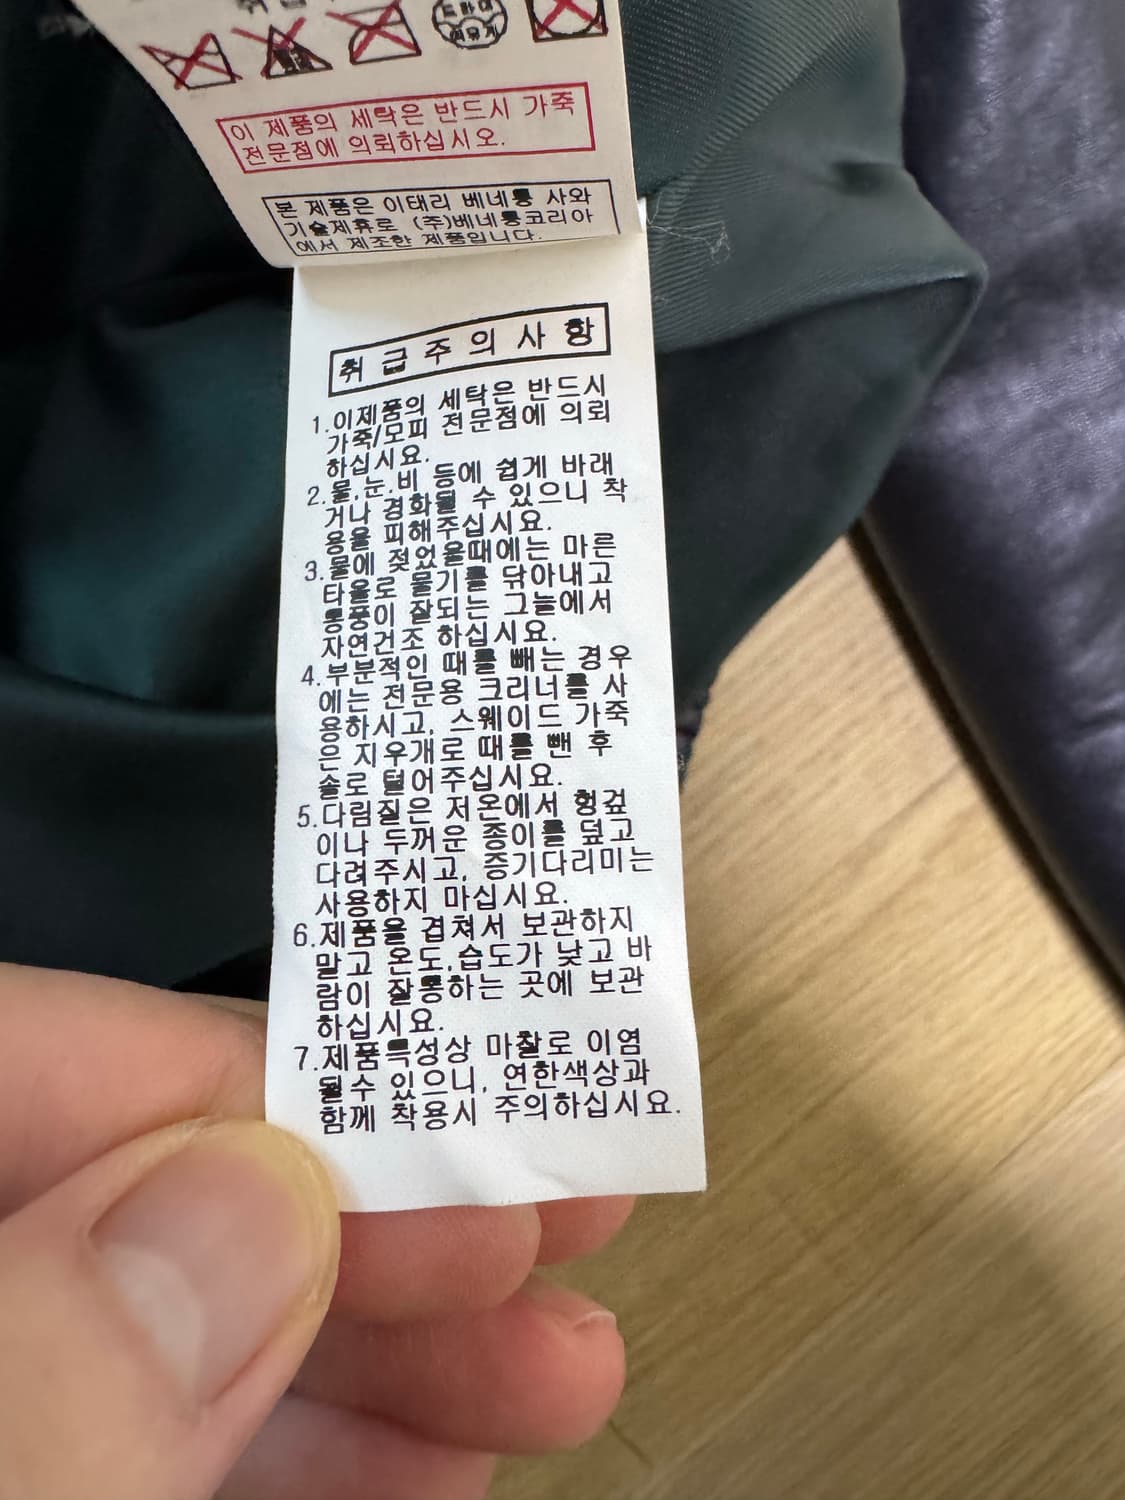 드라이
석유계
이 제품의 세탁은 반드시 가죽
전문점에 의뢰하십시오.
본 제품은 이태리 베네통 사와
기술제휴로 (주)베네통코리아
에서 제조한 제품입니다.
취급주의사항
1.이제품의 세탁은 반드시
가죽/모피 전문점에 의뢰
하십시요.
2.물,눈,비 등에 쉽게 바래
거나 경화될 수 있으니 착
용을 피해주십시요.
3.물에 젖었을때에는 마른
타올로 물기를 닦아내고
통풍이 잘되는 그늘에서
자연건조 하십시요.
4.부분적인 때를 빼는 경우
에는 전문용 크리너를 사
용하시고, 스웨이드 가죽
은 지우개로 때를 뺀 후
솔로 털어주십시요.
5.다림질은 저온에서 헝겊
이나 두꺼운 종이를 덮고
다려주시고, 증기다리미는
사용하지 마십시요.
6.제품을 겹쳐서 보관하지
말고 온도,습도가 낮고 바
람이 잘통하는 곳에 보관
하십시요.
7.제품특성상 마찰로 이염
될수 있으니, 연한색상과
함께 착용시 주의하십시요.